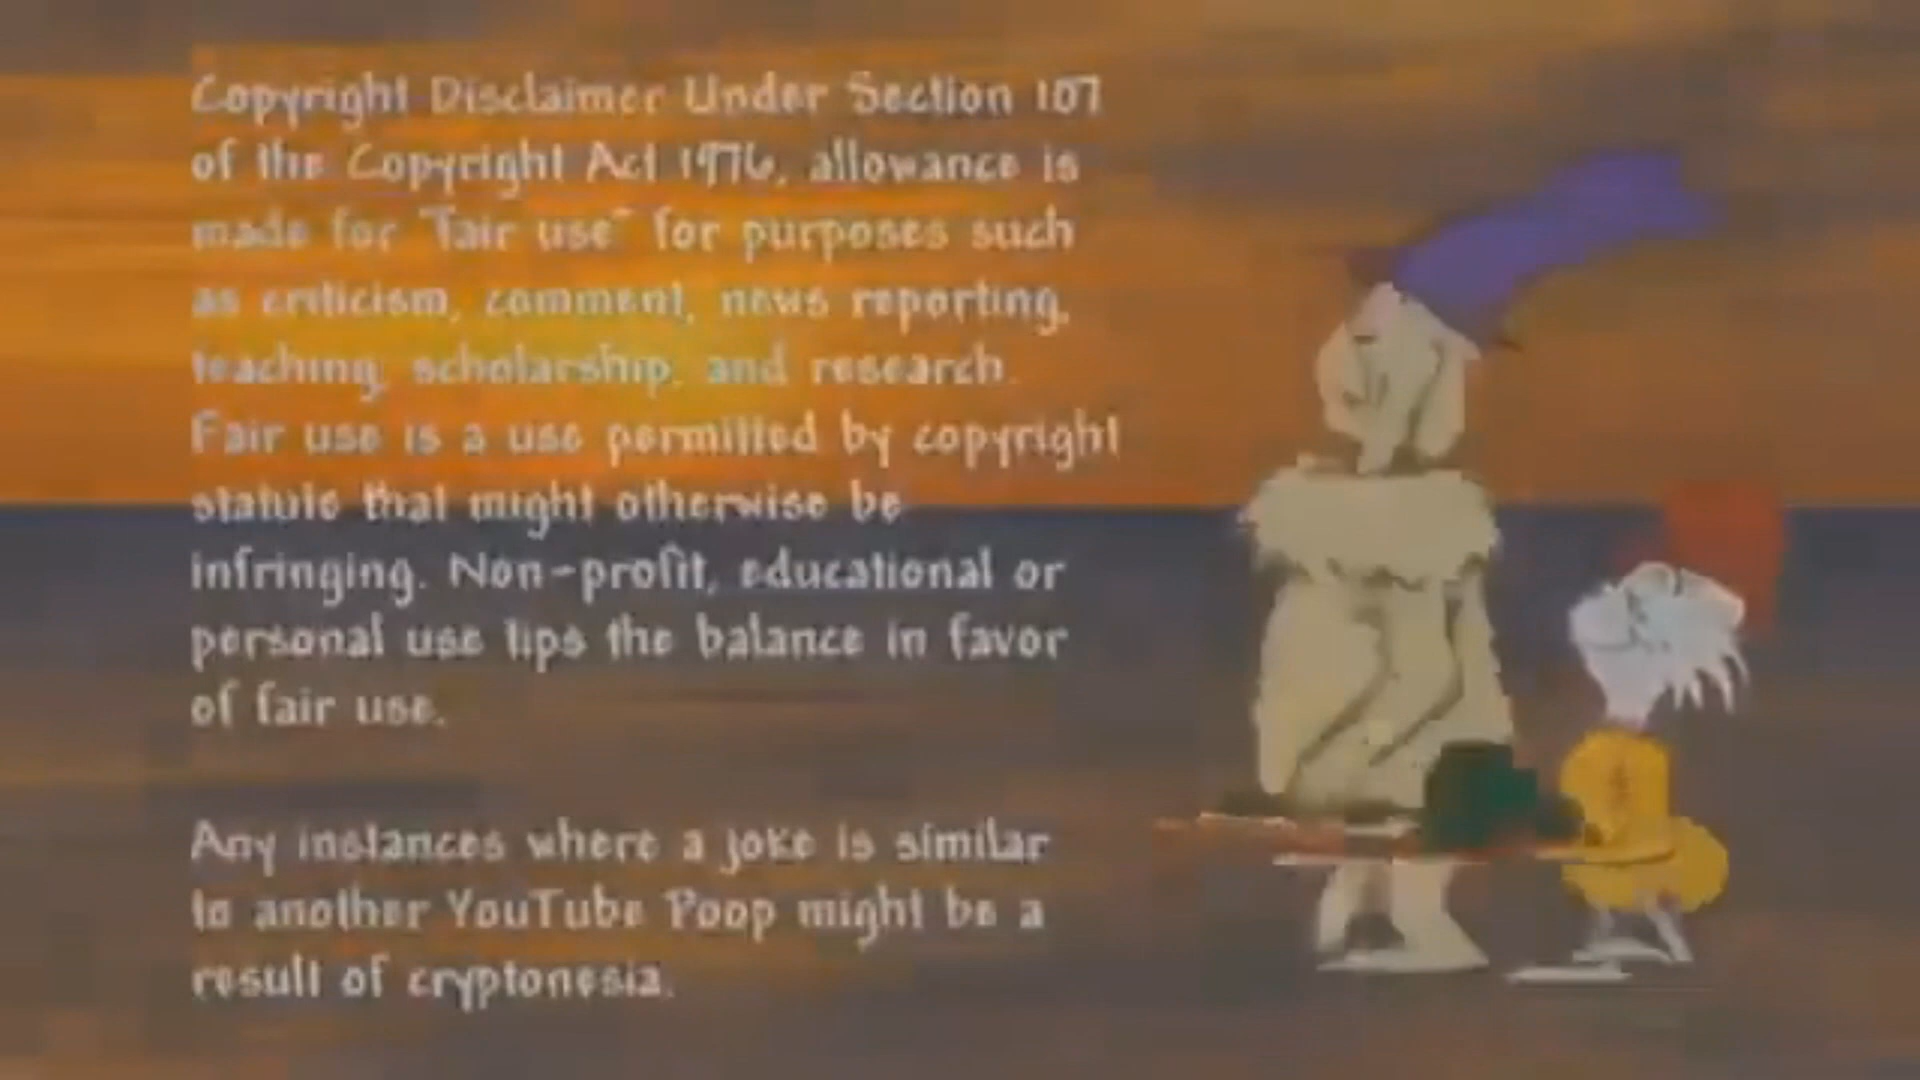 Copyright Disclaimer Under Section 107
of the Copyright Act 1976, allowance is
made for "fair use" for purposes such
as criticism, comment, news reporting,
teaching, scholarship, and research.
Fair use is a use permitted by copyright
statute that might otherwise be
infringing. Non-profit, educational or
personal use tips the balance in favor
of fair use.
Any instances where a joke is similar
to another YouTube Poop might be a
result of cryptonesia.